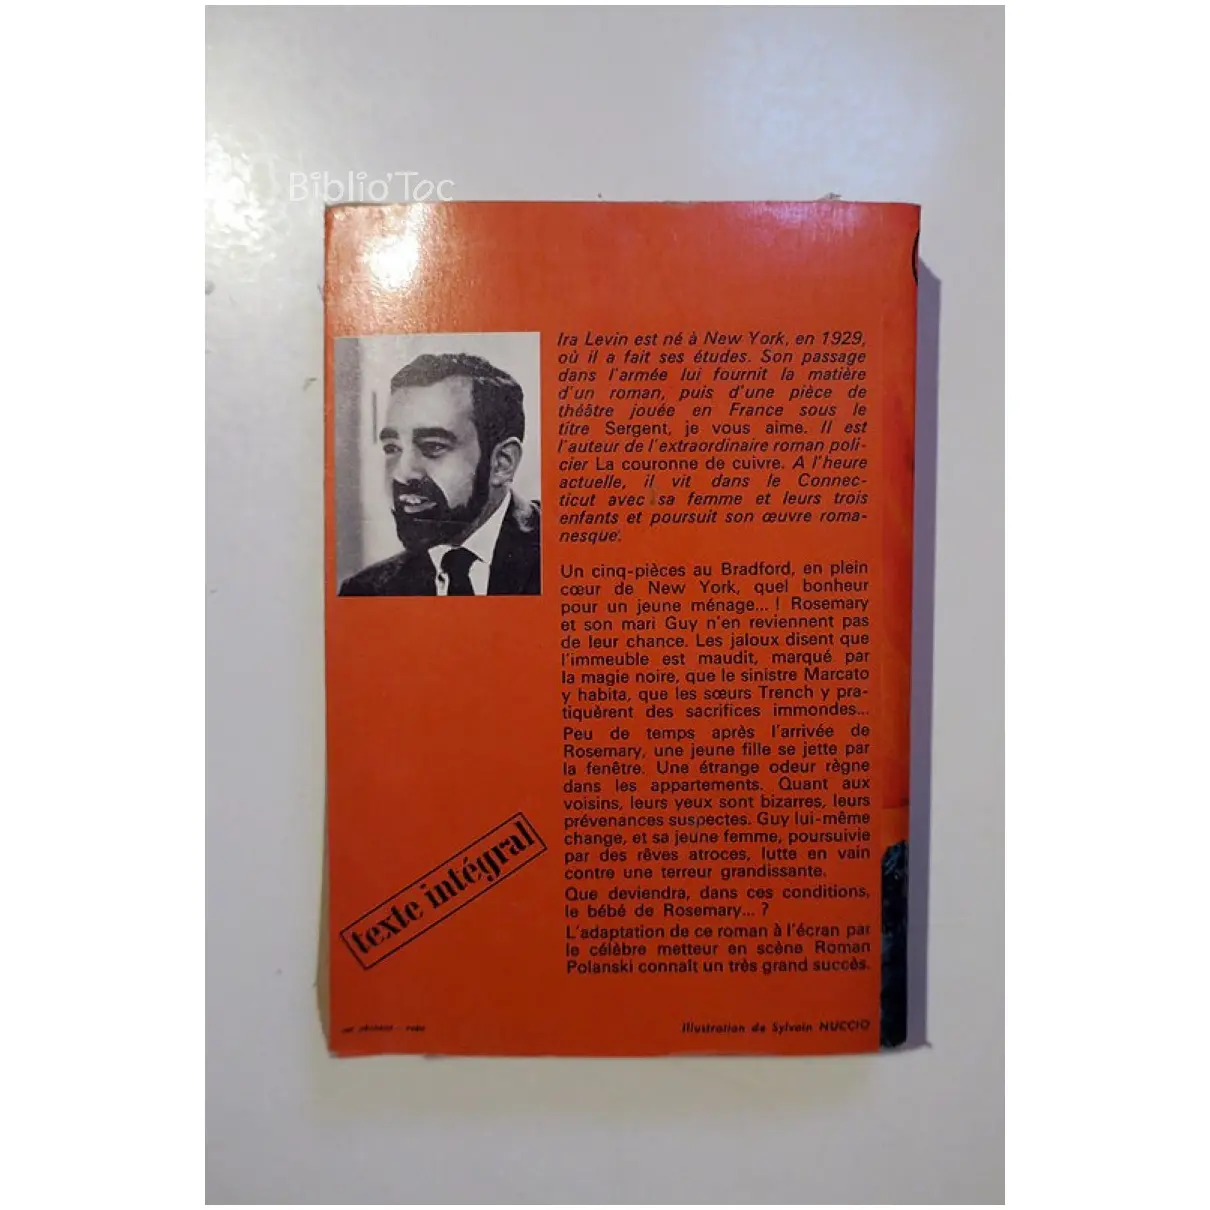 Biblio'Toc
Ira Levin est né à New York, en 1929,
où il a fait ses études. Son passage
dans l'armée lui fournit la matière
d'un roman, puis d'une pièce de
théâtre jouée en France sous le
titre Sergent, je vous aime. Il est
l'auteur de l'extraordinaire roman poli-
cier La couronne de cuivre. A l'heure
actuelle, il vit dans le Connec-
ticut avec sa femme et leurs trois
enfants et poursuit son œuvre roma-
nesque.
Un cinq-pièces au Bradford, en plein
cœur de New York, quel bonheur
pour un jeune ménage... ! Rosemary
et son mari Guy n'en reviennent pas
de leur chance. Les jaloux disent que
l'immeuble est maudit, marqué par
la magie noire, que le sinistre Marcato
y habita, que les sœurs Trench y pra-
tiquèrent des sacrifices immondes...
Peu de temps après l'arrivée de
Rosemary, une jeune fille se jette par
la fenêtre. Une étrange odeur règne
dans les appartements. Quant aux
voisins, leurs yeux sont bizarres, leurs
prévenances suspectes. Guy lui-même
change, et sa jeune femme, poursuivie
par des rêves atroces, lutte en vain
contre une terreur grandissante.
Que deviendra, dans ces conditions,
le bébé de Rosemary... ?
L'adaptation de ce roman à l'écran par
le célèbre metteur en scène Roman
Polanski connaît un très grand succès.
texte intégral
PARIS
Illustration de Sylvain NUCCIO